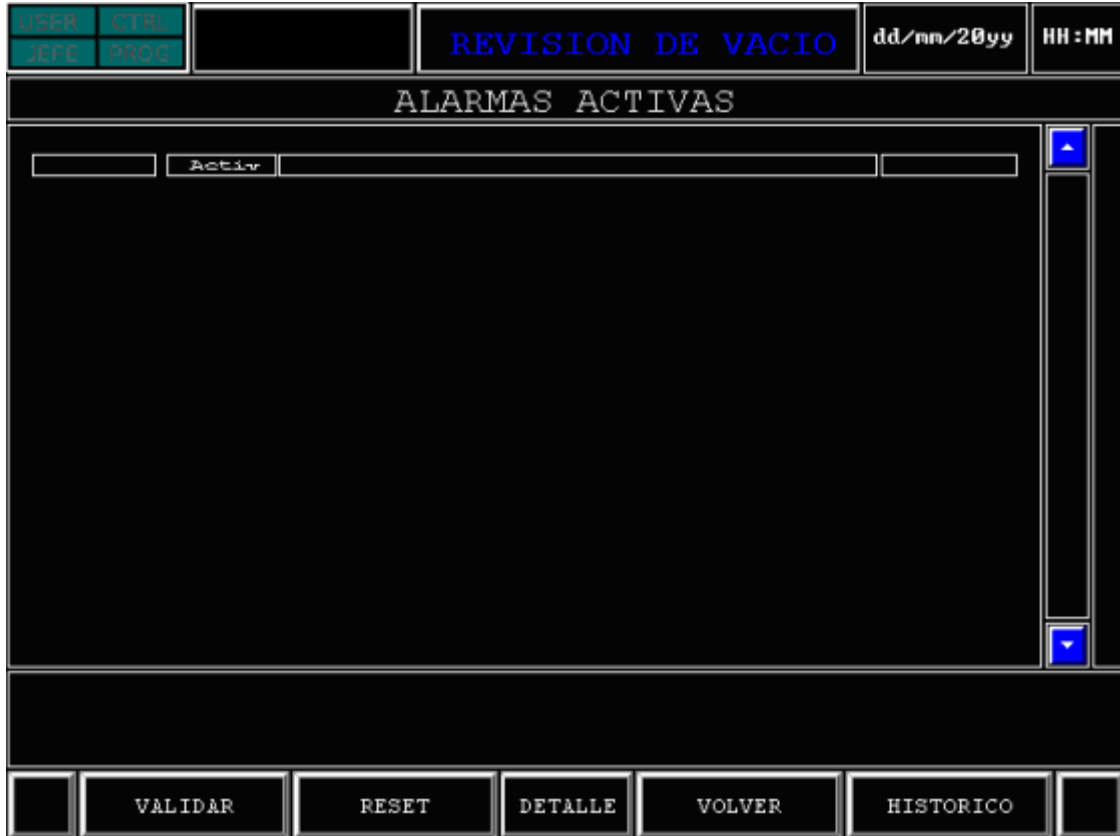 USER CTRL
JEFE PROG
REVISION DE VACIO
dd/mm/20yy
HH:MM
ALARMAS ACTIVAS
Activ
VALIDAR
RESET
DETALLE
VOLVER
HISTORICO